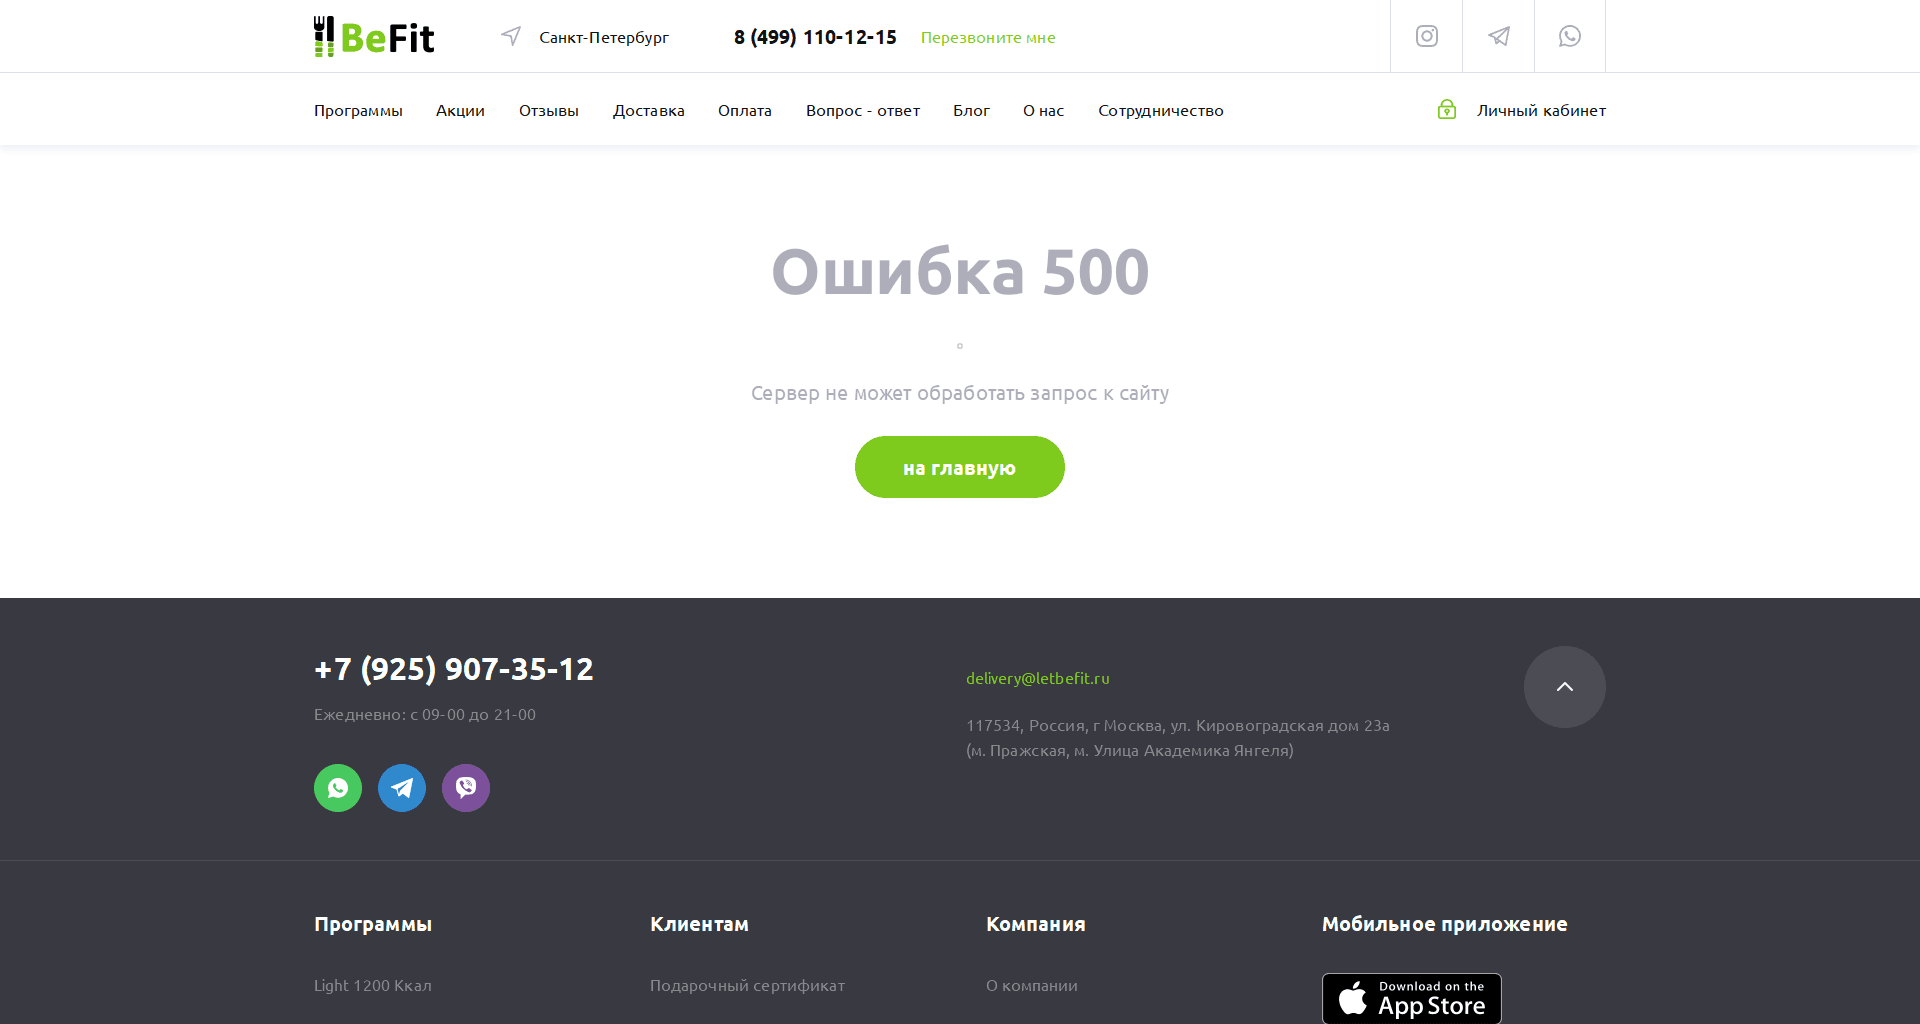 BeFit
Санкт-Петербург
8 (499) 110-12-15
Перезвоните мне
Программы
Акции
Отзывы
Доставка
Оплата
Вопрос - ответ
Блог
О нас
Сотрудничество
Личный кабинет
Ошибка 500
Сервер не может обработать запрос к сайту
на главную
+7 (925) 907-35-12
Ежедневно: с 09-00 до 21-00
delivery@letbefit.ru
117534, Россия, г Москва, ул. Кировоградская дом 23а
(м. Пражская, м. Улица Академика Янгеля)
Программы
Клиентам
Компания
Мобильное приложение
Light 1200 Ккал
Подарочный сертификат
О компании
Download on the
App Store